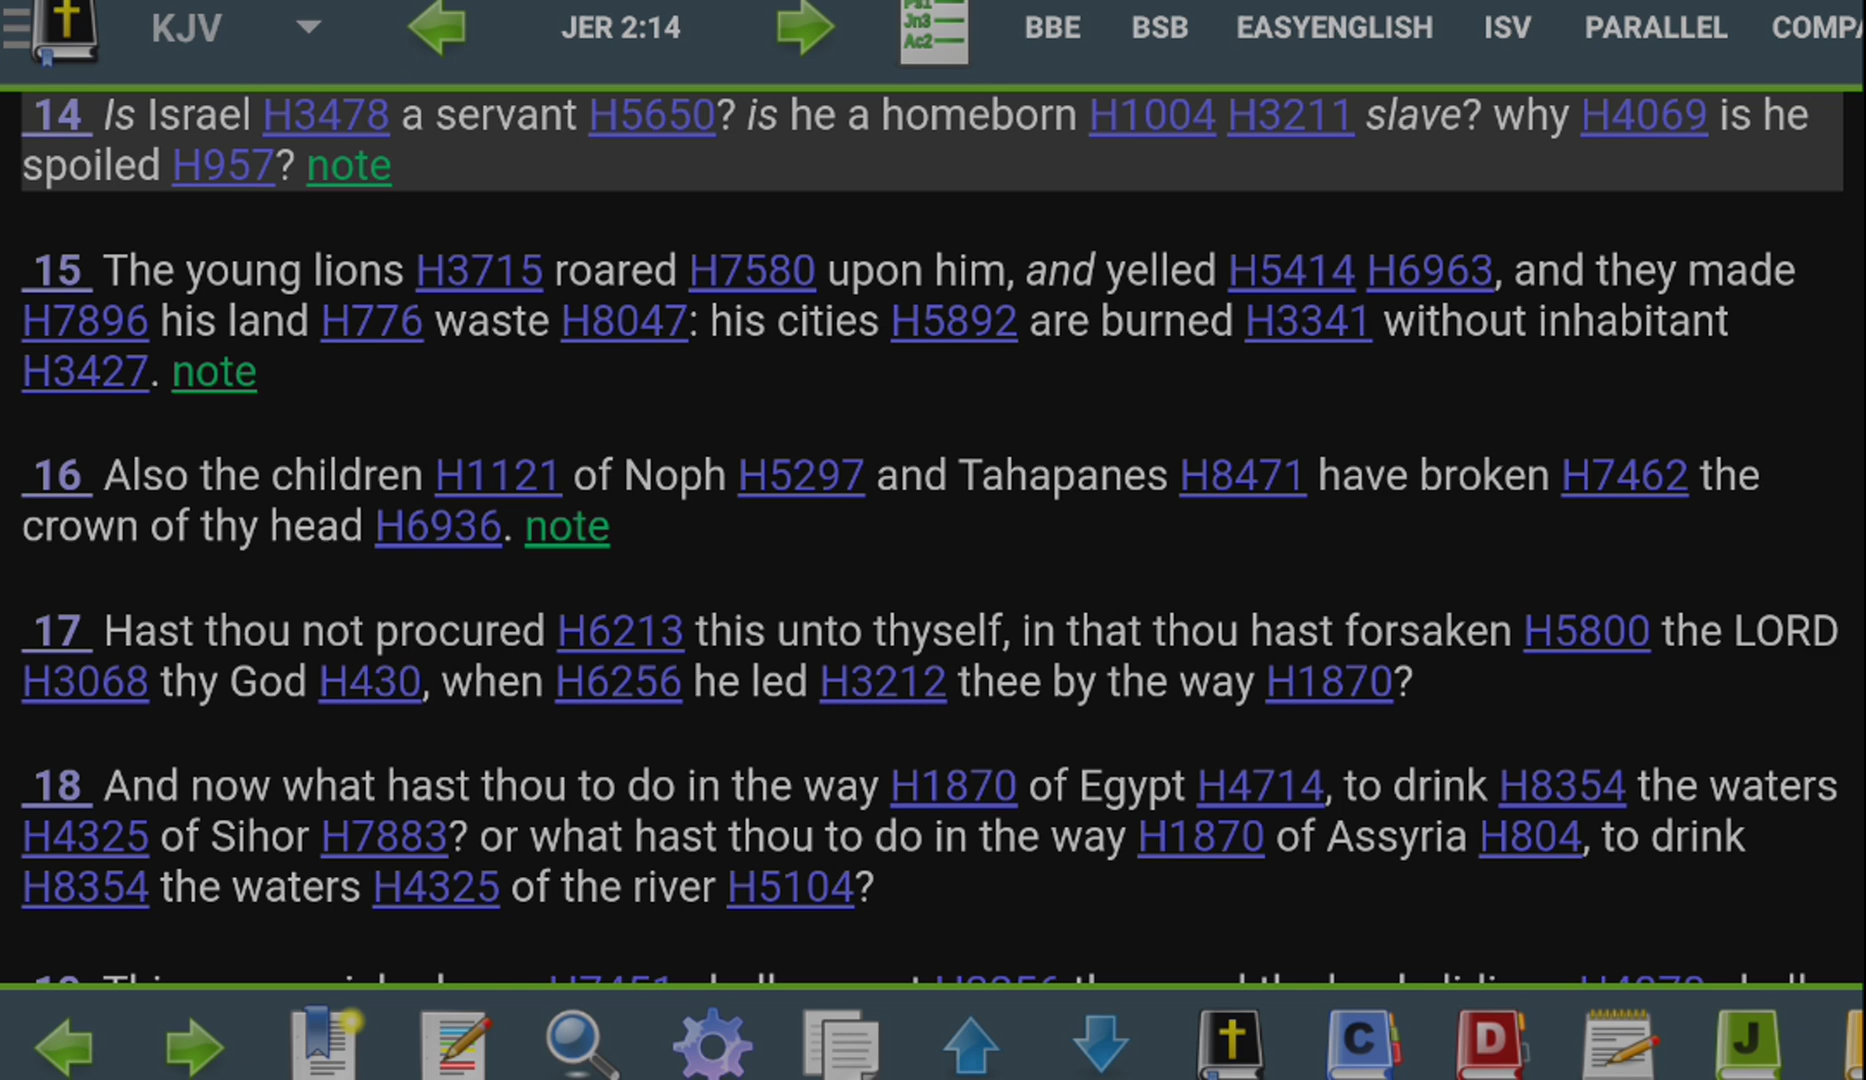 KJV JER 2:14 Ps1 Jn3 Ac2 BBE BSB EASYENGLISH ISV PARALLEL
14 Is Israel H3478 a servant H5650? is he a homeborn H1004 H3211 slave? why H4069 is he
spoiled H957? note
15 The young lions H3715 roared H7580 upon him, and yelled H5414 H6963, and they made
H7896 his land H776 waste H8047: his cities H5892 are burned H3341 without inhabitant
H3427. note
16 Also the children H1121 of Noph H5297 and Tahapanes H8471 have broken H7462 the
crown of thy head H6936. note
17 Hast thou not procured H6213 this unto thyself, in that thou hast forsaken H5800 the LORD
H3068 thy God H430, when H6256 he led H3212 thee by the way H1870?
18 And now what hast thou to do in the way H1870 of Egypt H4714, to drink H8354 the waters
H4325 of Sihor H7883? or what hast thou to do in the way H1870 of Assyria H804, to drink
H8354 the waters H4325 of the river H5104?
C D J